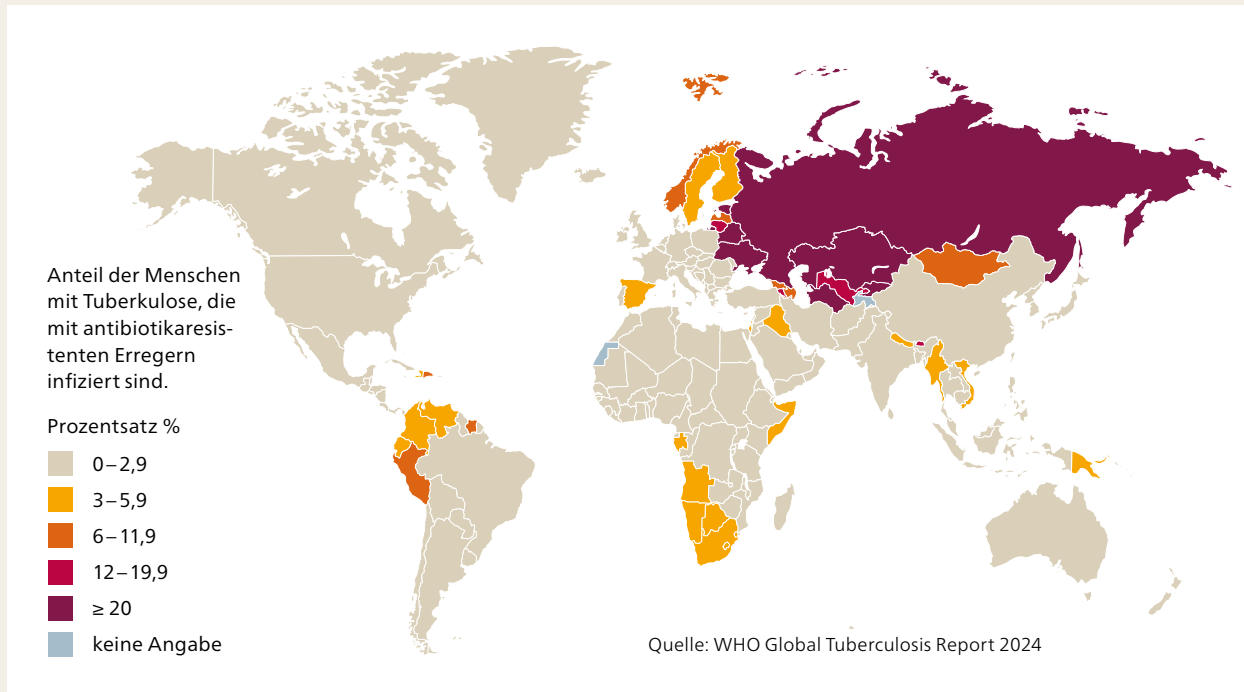 Anteil der Menschen
mit Tuberkulose, die
mit antibiotikaresis-
tenten Erregern
infiziert sind.
Prozentsatz %
0–2,9
3–5,9
6–11,9
12–19,9
≥ 20
keine Angabe
Quelle: WHO Global Tuberculosis Report 2024